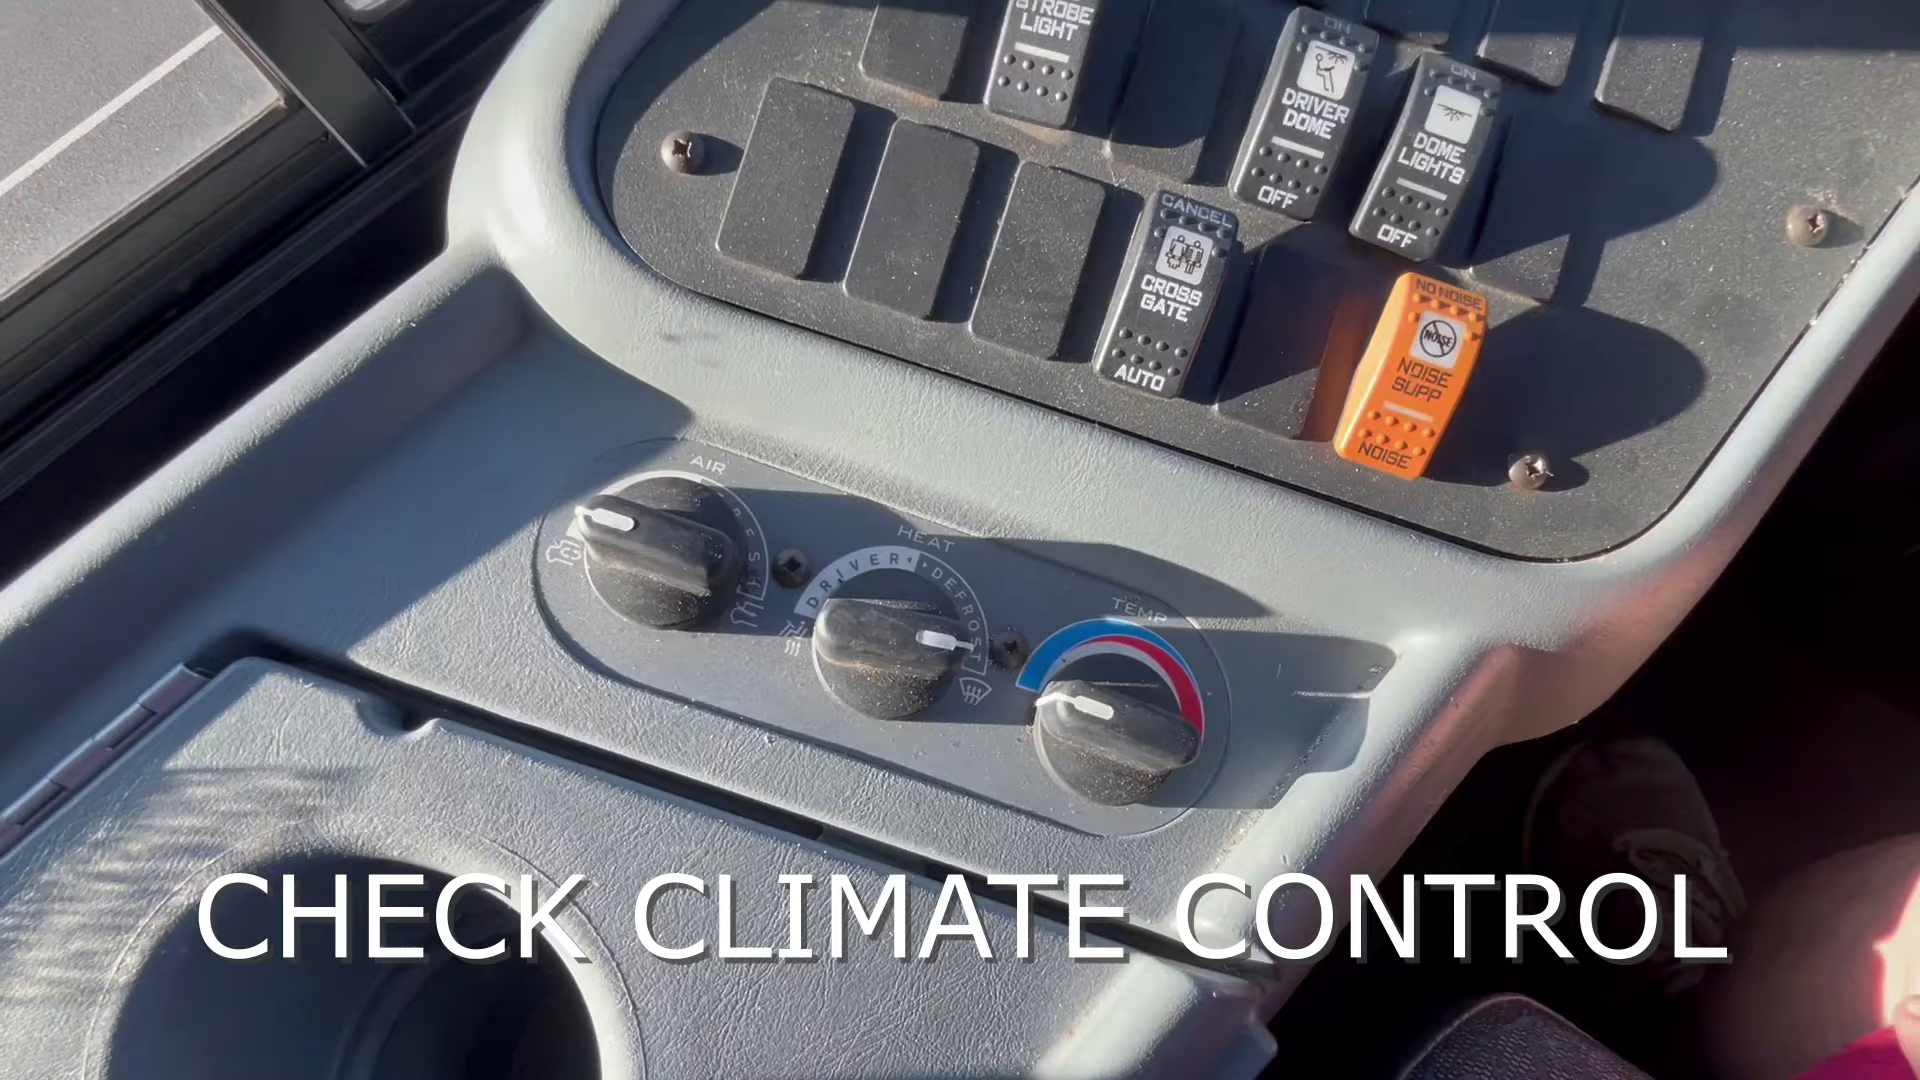 STROBE
LIGHT
ON
DRIVER
DOME
OFF
ON
DOME
LIGHTS
OFF
CANCEL
CROSS
GATE
AUTO
NO NOISE
NOISE
NOISE
SUPP
NOISE
AIR
HEAT
DRIVER
DEFROST
TEMP
CHECK CLIMATE CONTROL